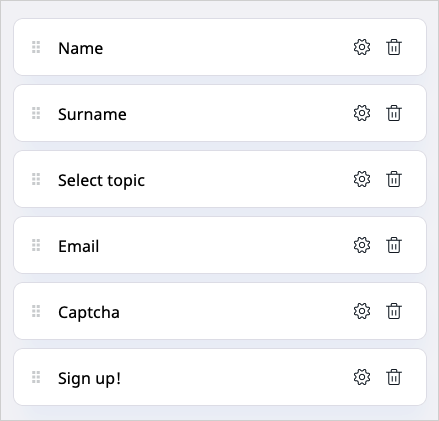 Name
Surname
Select topic
Email
Captcha
Sign up!